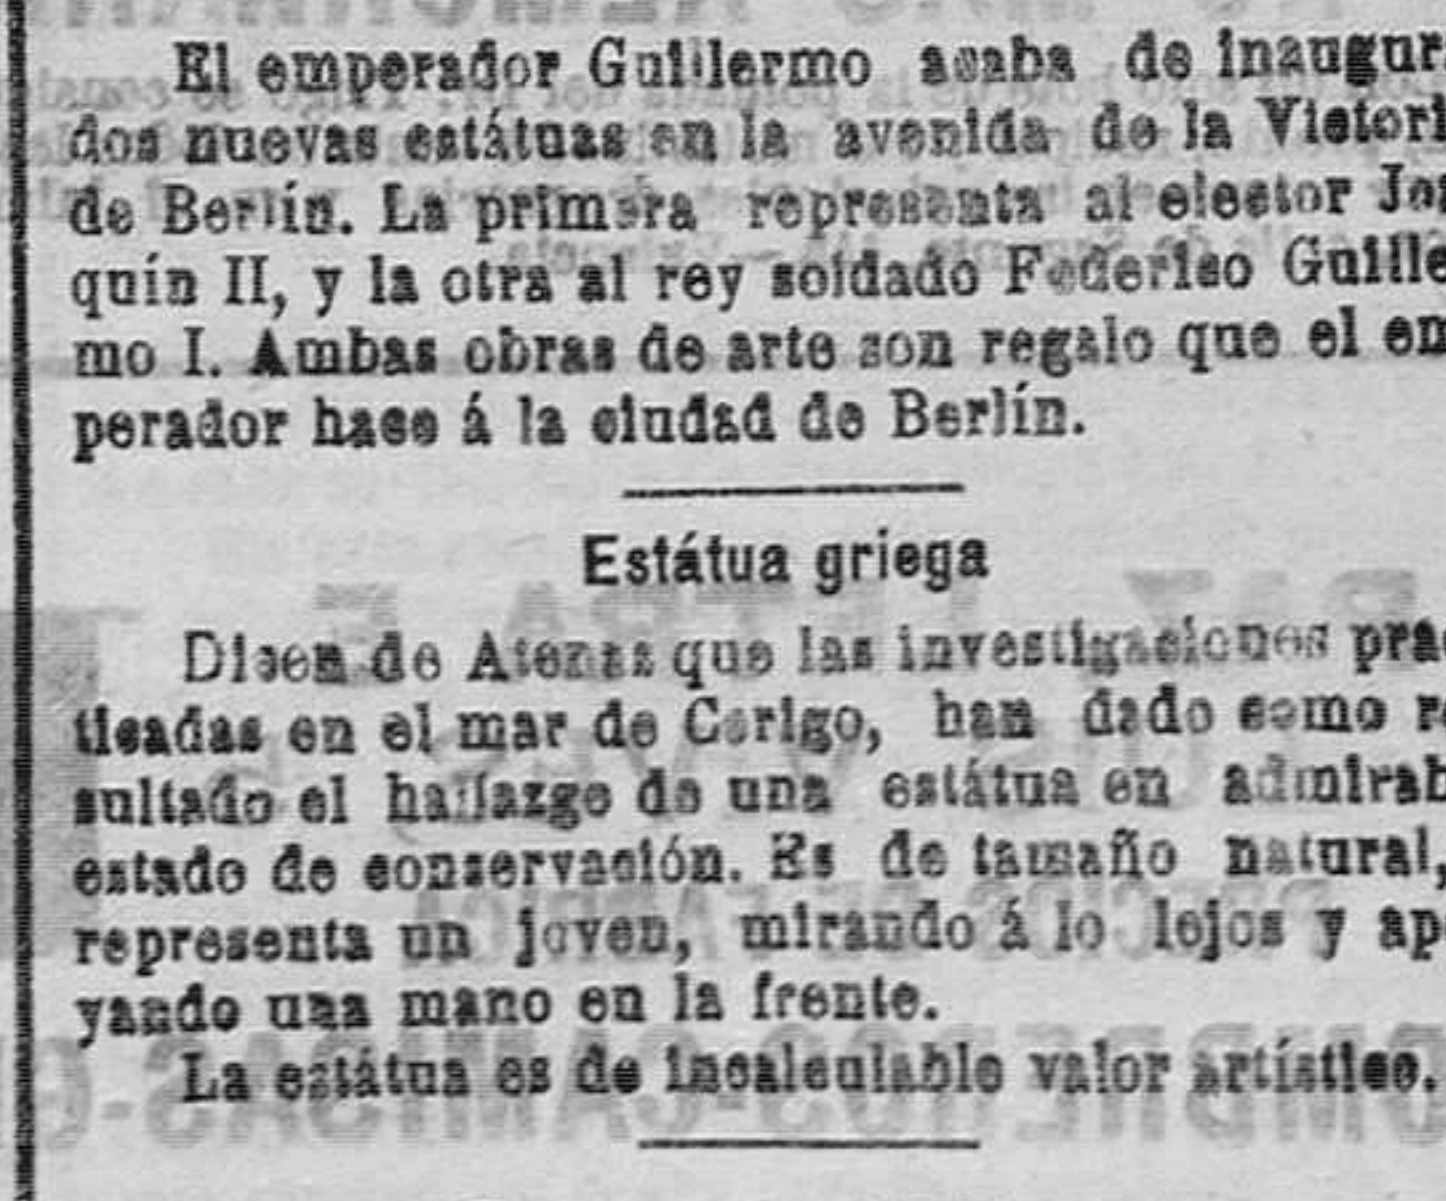 El emperador Guillermo acaba de inagur
dos nuevas estátuas en la avenida de la Victori
de Berlín. La primera representa al elector Joa
quín II, y la otra al rey soldado Federico Guille
mo I. Ambas obras de arte son regalo que el em
perador hace á la ciudad de Berlín.
Estátua griega
Dicen de Atenas que las investigaciones prác
ticadas en el mar de Cerigo, han dado como re
sultado el hallazgo de una estátua en admirab
estado de conservación. Es de tamaño natural,
representa un joven, mirando á lo lejos y ap
yando una mano en la frente.
La estátua es de incalculable valor artístico.